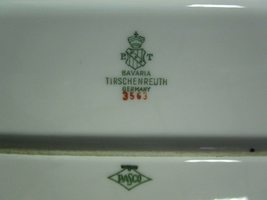 E T
BAVARIA
TIRSCHENREUTH
GERMANY
3563
PASCO